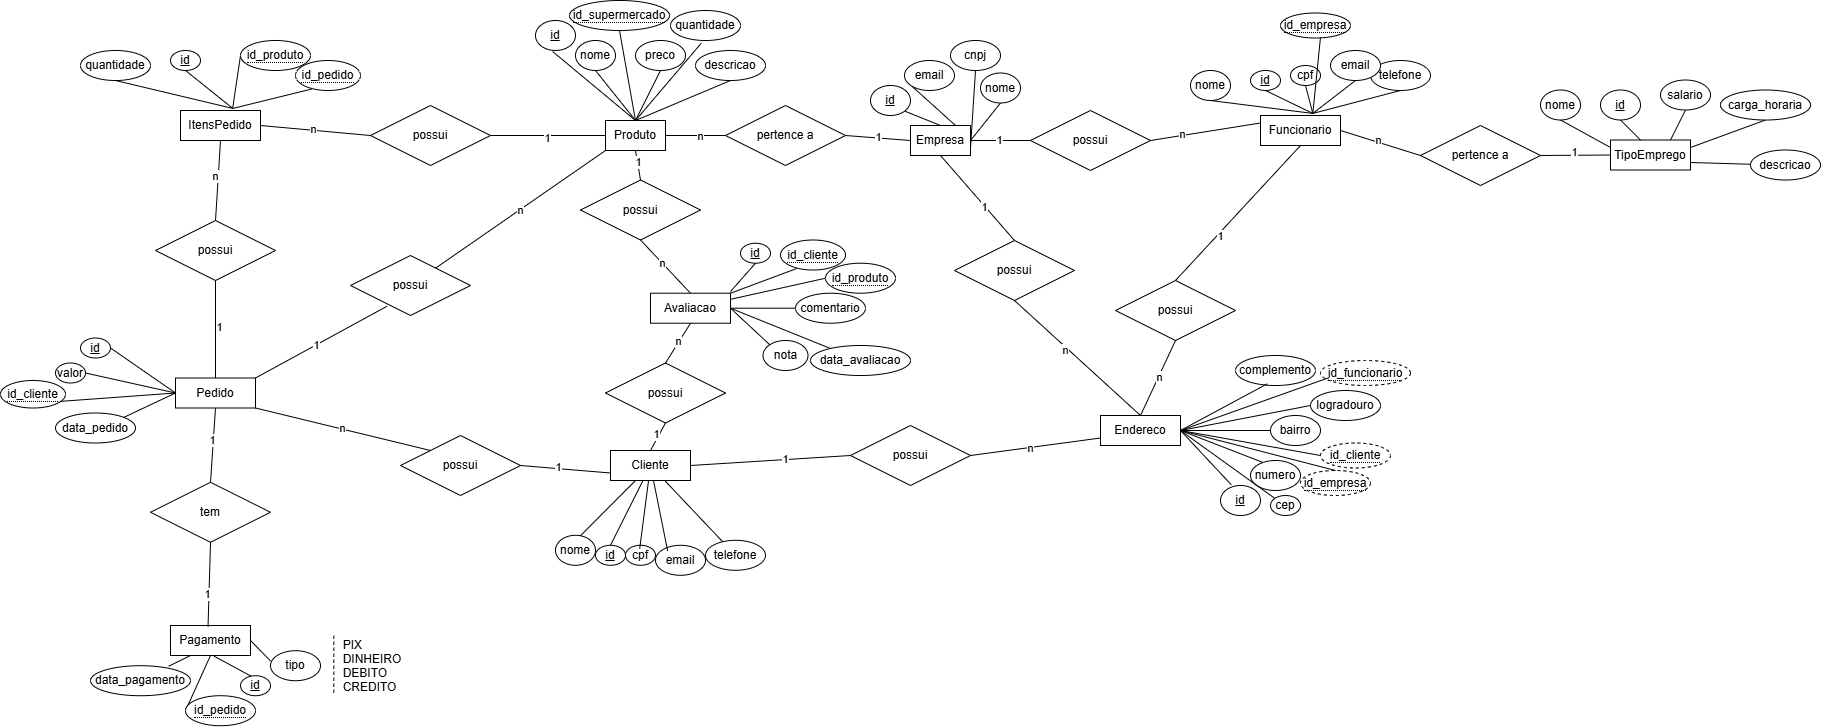 id_supermercado
id_empresa
quantidade
id
id_produto
nome
preco
cnpj
email
quantidade
id
id_pedido
descricao
email
nome
id
nome
id
cpf
telefone
nome
id
salario
carga_horaria
descricao
ItensPedido
n
possui
1
Produto
n
pertence a
1
Empresa
1
possui
n
Funcionario
n
pertence a
1
TipoEmprego
n
1
n
possui
possui
1
1
possui
n
id
id_cliente
id_produto
possui
possui
possui
Avaliacao
comentario
1
1
n
nota
data_avaliacao
n
n
id
valor
id_cliente
data_pedido
Pedido
possui
complemento
id_funcionario
logradouro
bairro
id_cliente
numero
id_empresa
id
cep
Endereco
1
n
possui
1
1
Cliente
1
possui
n
tem
nome
id
cpf
email
telefone
1
Pagamento
tipo
data_pagamento
id
id_pedido
PIX
DINHEIRO
DEBITO
CREDITO